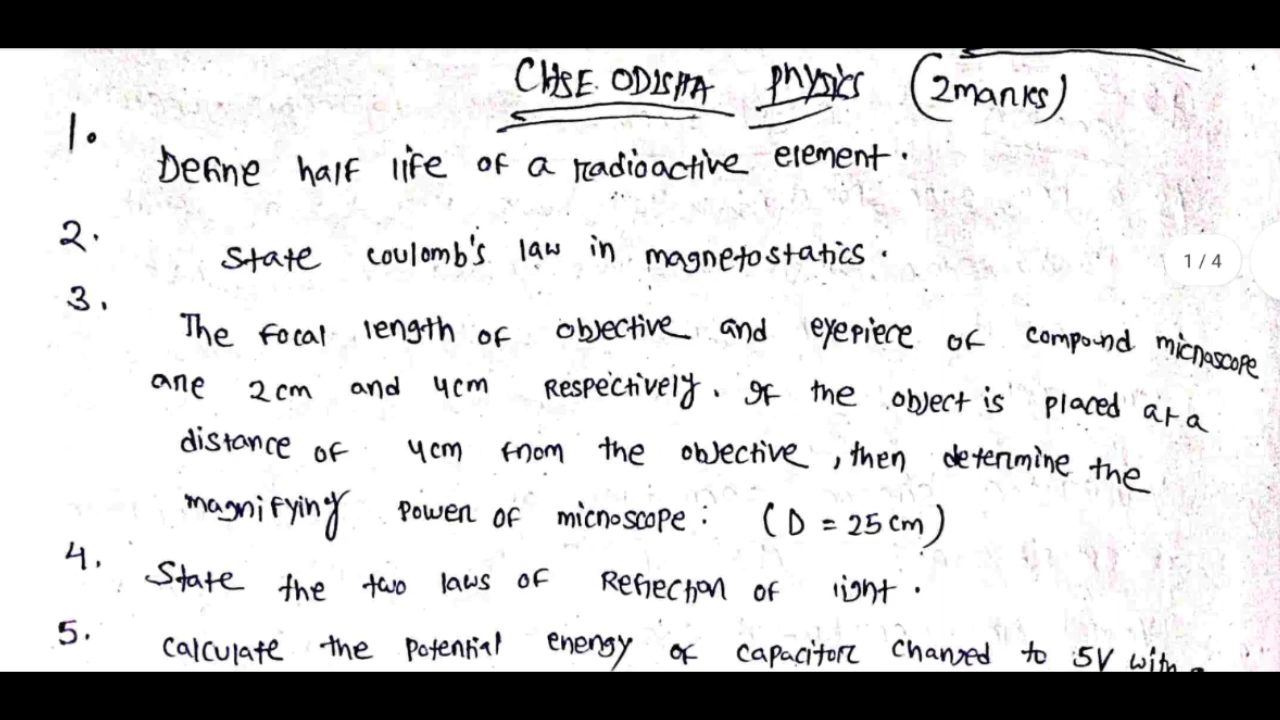 CHSE ODISHA Physics (2marks)
1.
Define half life of a radioactive element.
2.
State coulomb's law in magnetostatics.
1 / 4
3.
The focal length of objective and eyepiece of compound microscope
are 2cm and 4cm Respectively. If the object is placed at a
distance of 4cm from the objective, then determine the
magnifying power of microscope: (D = 25cm)
4.
State the two laws of Reflection of light.
5.
calculate the potential energy of capacitor charged to 5V with a